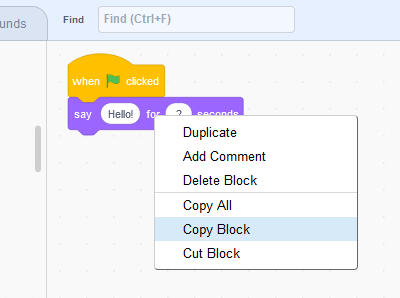 unds
Find
Find (Ctrl+F)
when clicked
say Hello! for 2 seconds
Duplicate
Add Comment
Delete Block
Copy All
Copy Block
Cut Block